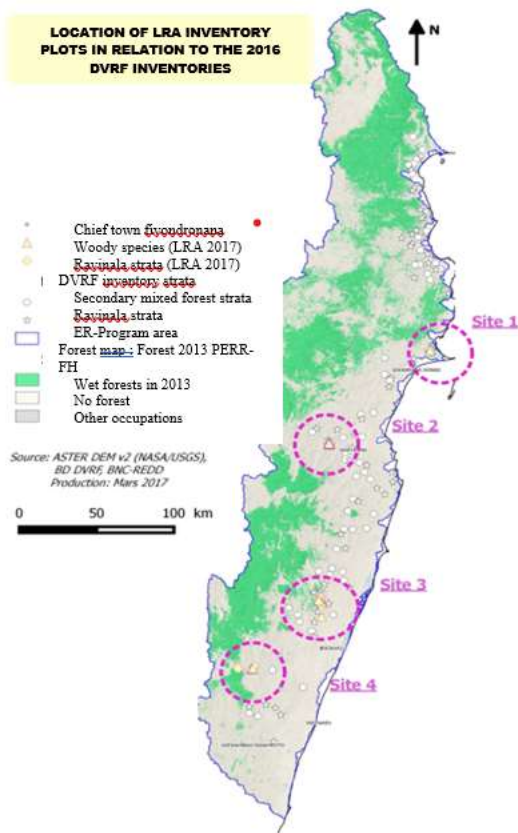 LOCATION OF LRA INVENTORY
PLOTS IN RELATION TO THE 2016
DVRF INVENTORIES
N
Chief town fivondronana
Woody species (LRA 2017)
Ravinala strata (LRA 2017)
DVRF inventory strata
Secondary mixed forest strata
Ravinala strata
ER-Program area
Forest map : Forest 2013 PERR-
FH
Wet forests in 2013
No forest
Other occupations
Source: ASTER DEM v2 (NASA/USGS),
BD DVRF, BNC-REDD
Production: Mars 2017
0 50 100 km
Site 1
Site 2
Site 3
Site 4